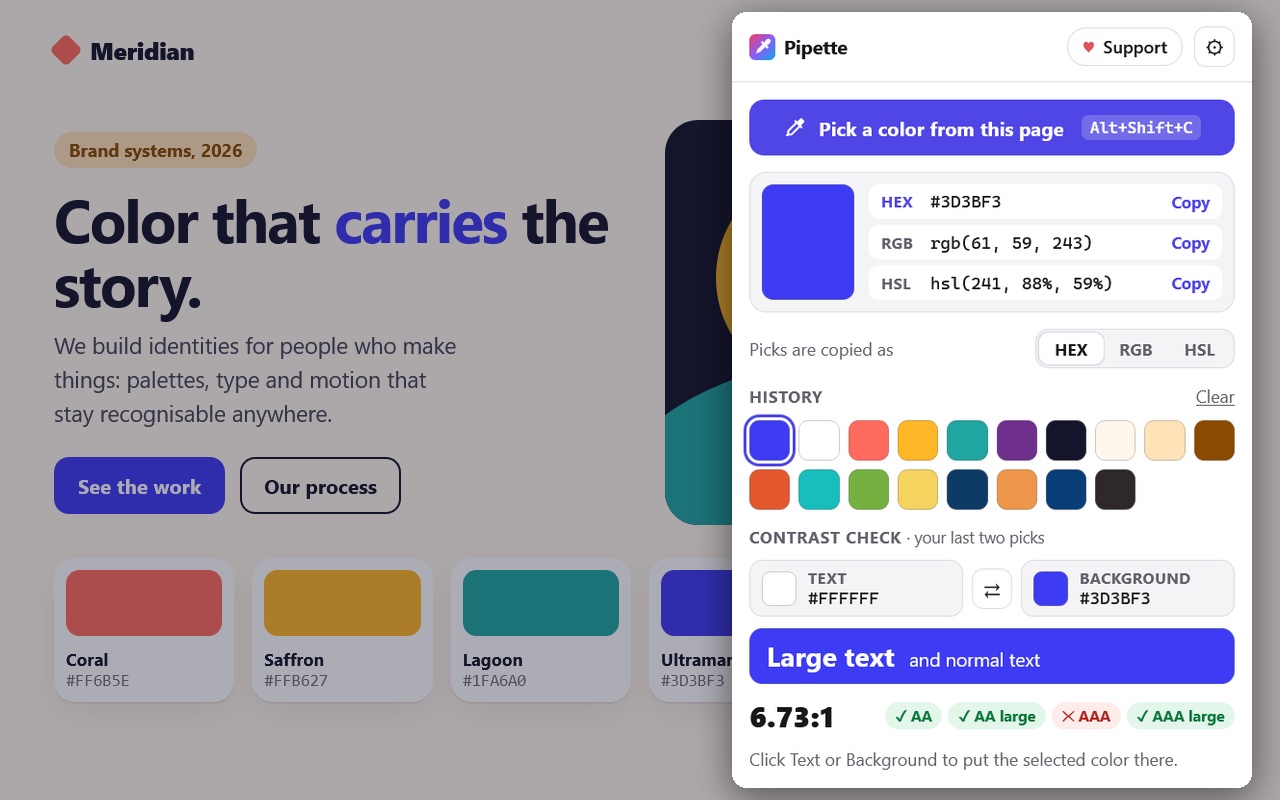 Meridian
Brand systems, 2026
Color that carries the
story.
We build identities for people who make
things: palettes, type and motion that
stay recognisable anywhere.
See the work
Our process
Coral
#FF6B5E
Saffron
#FFB627
Lagoon
#1FA6A0
Ultramar
#3D3BF3
Pipette
Support
Pick a color from this page Alt+Shift+C
HEX #3D3BF3 Copy
RGB rgb(61, 59, 243) Copy
HSL hsl(241, 88%, 59%) Copy
Picks are copied as HEX RGB HSL
HISTORY Clear
CONTRAST CHECK · your last two picks
TEXT
#FFFFFF
⇄
BACKGROUND
#3D3BF3
Large text and normal text
6.73:1 ✓ AA ✓ AA large ✕ AAA ✓ AAA large
Click Text or Background to put the selected color there.